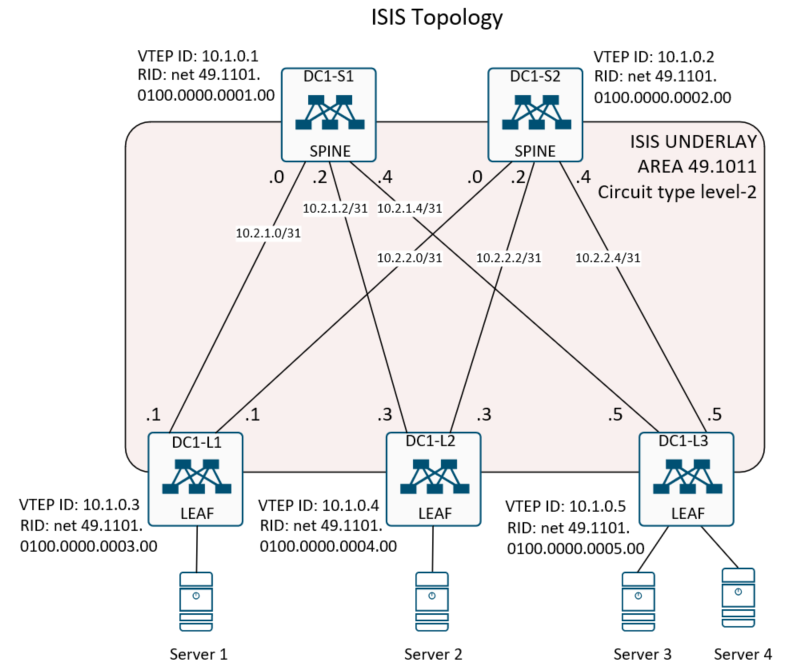 ISIS Topology
VTEP ID: 10.1.0.1
RID: net 49.1101.
0100.0000.0001.00
DC1-S1
SPINE
DC1-S2
SPINE
VTEP ID: 10.1.0.2
RID: net 49.1101.
0100.0000.0002.00
ISIS UNDERLAY
AREA 49.1011
Circuit type level-2
.0 .2 .4 .0 .2 .4
10.2.1.2/31 10.2.1.4/31
10.2.1.0/31
10.2.2.0/31 10.2.2.2/31 10.2.2.4/31
.1 .1 .3 .3 .5 .5
DC1-L1
LEAF
DC1-L2
LEAF
DC1-L3
LEAF
VTEP ID: 10.1.0.3
RID: net 49.1101.
0100.0000.0003.00
VTEP ID: 10.1.0.4
RID: net 49.1101.
0100.0000.0004.00
VTEP ID: 10.1.0.5
RID: net 49.1101.
0100.0000.0005.00
Server 1
Server 2
Server 3
Server 4